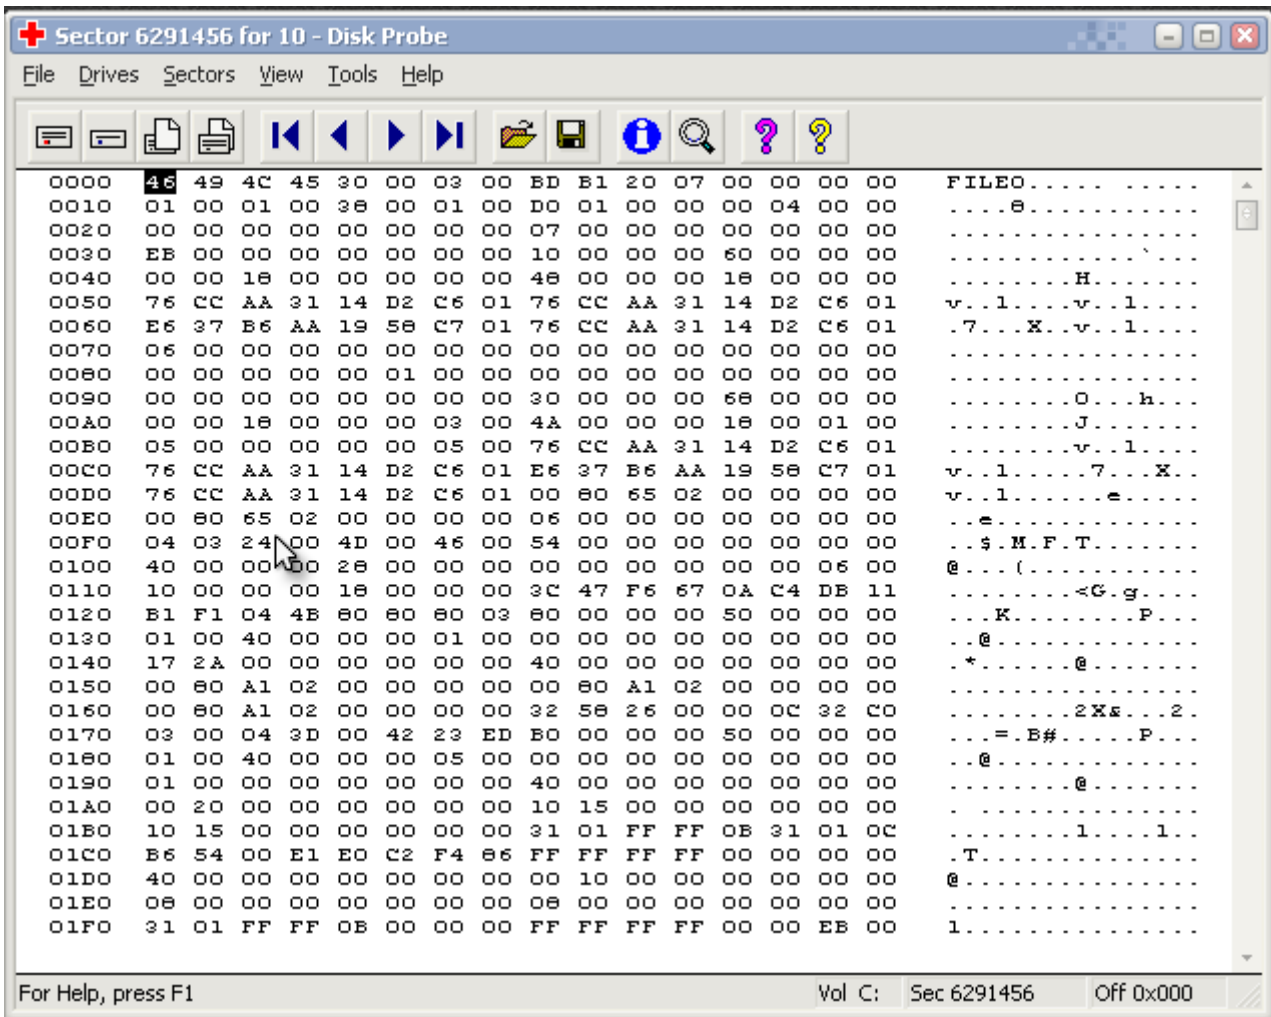 Sector 6291456 for 10 - Disk Probe
File Drives Sectors View Tools Help
0000 46 49 4C 45 30 00 03 00 BD B1 20 07 00 00 00 00 FILE0..... .....
0010 01 00 01 00 38 00 01 00 D0 01 00 00 00 04 00 00 ....8...........
0020 00 00 00 00 00 00 00 00 07 00 00 00 00 00 00 00 ................
0030 EB 00 00 00 00 00 00 00 10 00 00 00 60 00 00 00 ............`...
0040 00 00 18 00 00 00 00 00 48 00 00 00 18 00 00 00 ........H.......
0050 76 CC AA 31 14 D2 C6 01 76 CC AA 31 14 D2 C6 01 v..1....v..1....
0060 E6 37 B6 AA 19 58 C7 01 76 CC AA 31 14 D2 C6 01 .7...X..v..1....
0070 06 00 00 00 00 00 00 00 00 00 00 00 00 00 00 00 ................
0080 00 00 00 00 00 01 00 00 00 00 00 00 00 00 00 00 ................
0090 00 00 00 00 00 00 00 00 30 00 00 00 68 00 00 00 ........0...h...
00A0 00 00 18 00 00 00 03 00 4A 00 00 00 18 00 01 00 ........J.......
00B0 05 00 00 00 00 00 05 00 76 CC AA 31 14 D2 C6 01 ........v..1....
00C0 76 CC AA 31 14 D2 C6 01 E6 37 B6 AA 19 58 C7 01 v..1.....7...X..
00D0 76 CC AA 31 14 D2 C6 01 00 80 65 02 00 00 00 00 v..1......e.....
00E0 00 80 65 02 00 00 00 00 06 00 00 00 00 00 00 00 ..e.............
00F0 04 03 24 00 4D 00 46 00 54 00 00 00 00 00 00 00 ..$.M.F.T.......
0100 40 00 00 00 28 00 00 00 00 00 00 00 00 00 06 00 @...(...........
0110 10 00 00 00 18 00 00 00 3C 47 F6 67 0A C4 DB 11 ........<G.g....
0120 B1 F1 04 4B 80 80 80 03 80 00 00 00 50 00 00 00 ...K........P...
0130 01 00 40 00 00 00 01 00 00 00 00 00 00 00 00 00 ..@.............
0140 17 2A 00 00 00 00 00 00 40 00 00 00 00 00 00 00 .*......@.......
0150 00 80 A1 02 00 00 00 00 00 80 A1 02 00 00 00 00 ................
0160 00 80 A1 02 00 00 00 00 32 58 26 00 00 0C 32 C0 ........2X&...2.
0170 03 00 04 3D 00 42 23 ED B0 00 00 00 50 00 00 00 ...=.B#.....P...
0180 01 00 40 00 00 00 05 00 00 00 00 00 00 00 00 00 ..@.............
0190 01 00 00 00 00 00 00 00 40 00 00 00 00 00 00 00 ........@.......
01A0 00 20 00 00 00 00 00 00 10 15 00 00 00 00 00 00 . ..............
01B0 10 15 00 00 00 00 00 00 31 01 FF FF 0B 31 01 0C ........1....1..
01C0 B6 54 00 E1 E0 C2 F4 86 FF FF FF FF 00 00 00 00 .T..............
01D0 40 00 00 00 00 00 00 00 00 10 00 00 00 00 00 00 @...............
01E0 08 00 00 00 00 00 00 00 08 00 00 00 00 00 00 00 ................
01F0 31 01 FF FF 0B 00 00 00 FF FF FF FF 00 00 EB 00 1...............
For Help, press F1 Vol C: Sec 6291456 Off 0x000